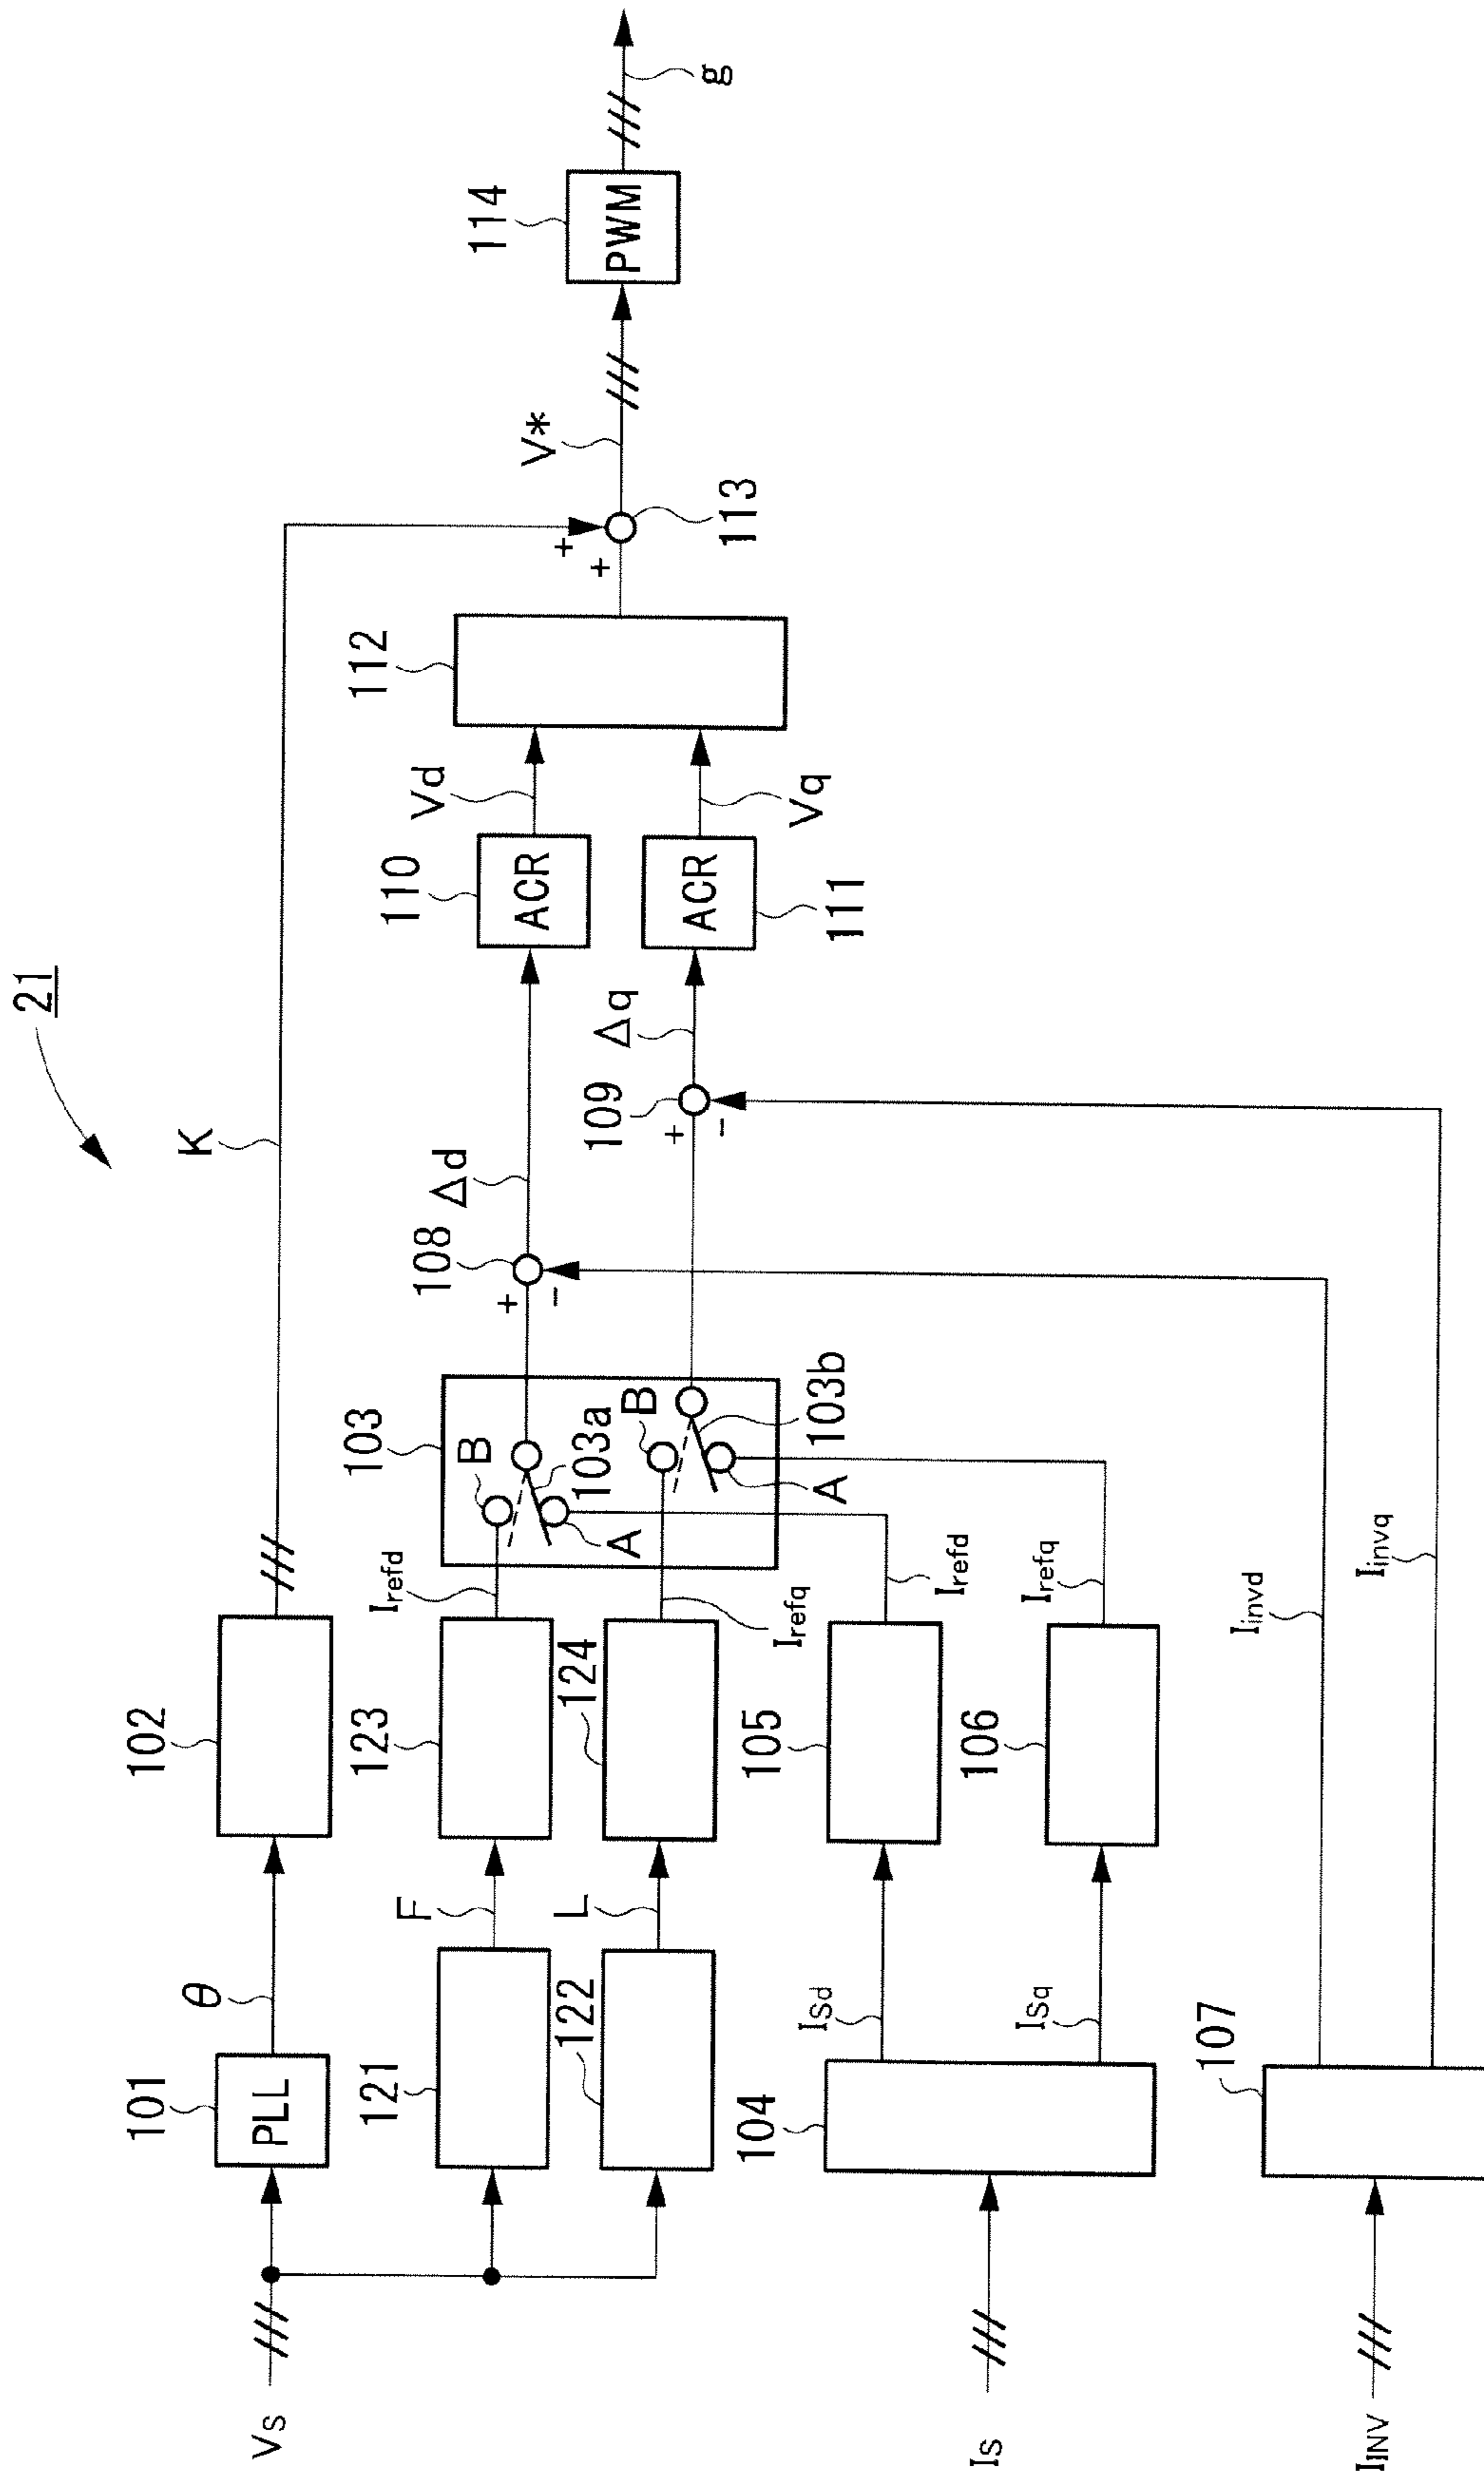 21
Vs
101
PLL
θ
102
K
121
F
123
Irefd
122
L
124
Irefq
103
B
103a
A
B
103b
A
108
+
-
Δd
109
+
-
Δq
110
ACR
Vd
111
ACR
Vq
112
+
+
113
V*
114
PWM
g
Is
104
Isd
105
Irefd
Isq
106
Irefq
IINV
107
Iinvd
Iinvq